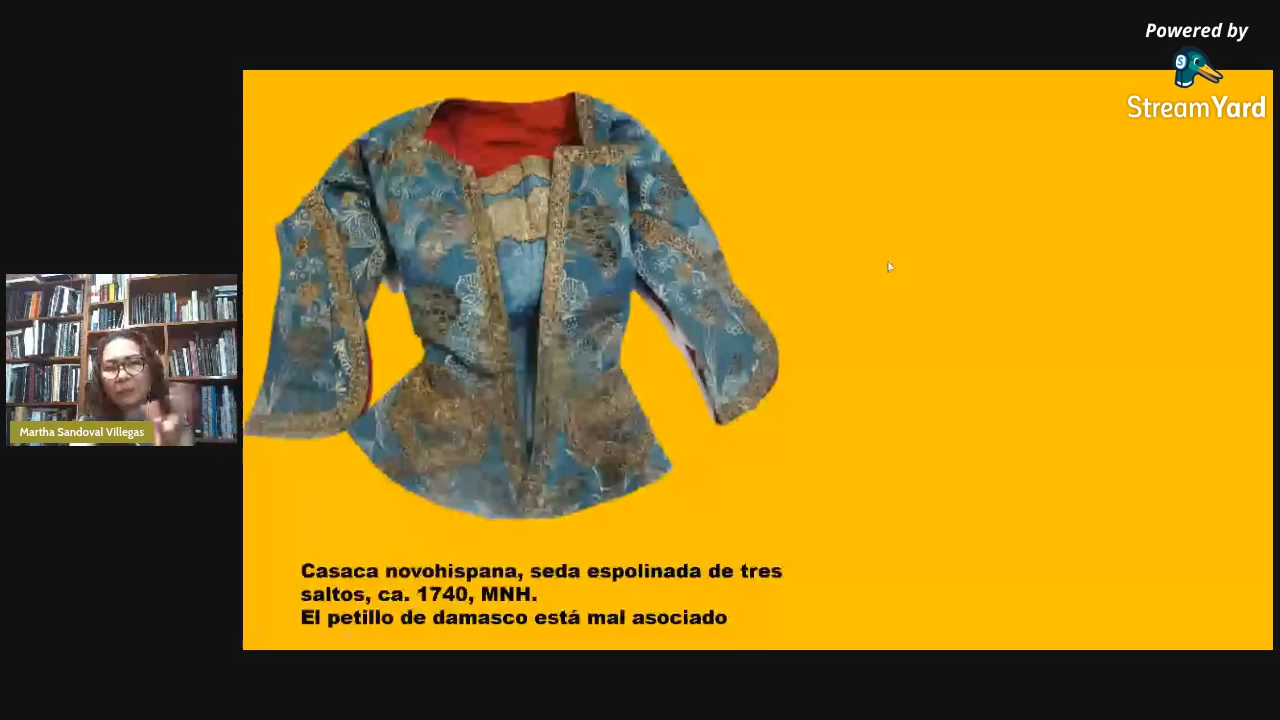 Powered by
StreamYard
Martha Sandoval Villegas
Casaca novohispana, seda espolinada de tres
saltos, ca. 1740, MNH.
El petillo de damasco está mal asociado